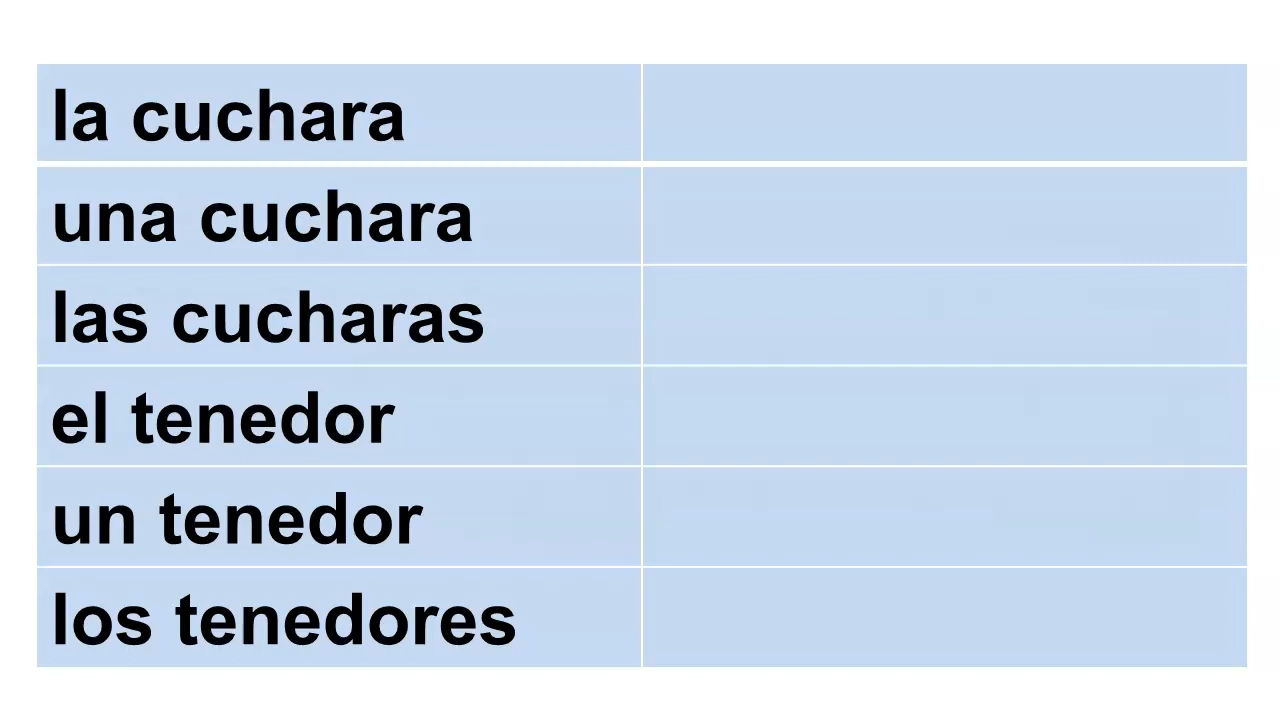 la cuchara
una cuchara
las cucharas
el tenedor
un tenedor
los tenedores